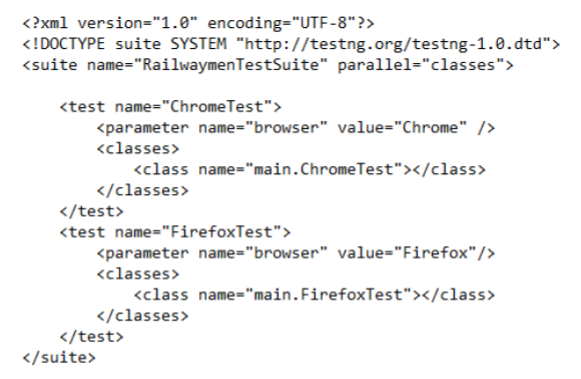 <?xml version="1.0" encoding="UTF-8"?>
<!DOCTYPE suite SYSTEM "http://testng.org/testng-1.0.dtd">
<suite name="RailwaymenTestSuite" parallel="classes">
<test name="ChromeTest">
<parameter name="browser" value="Chrome" />
<classes>
<class name="main.ChromeTest"></class>
</classes>
</test>
<test name="FirefoxTest">
<parameter name="browser" value="Firefox"/>
<classes>
<class name="main.FirefoxTest"></class>
</classes>
</test>
</suite>